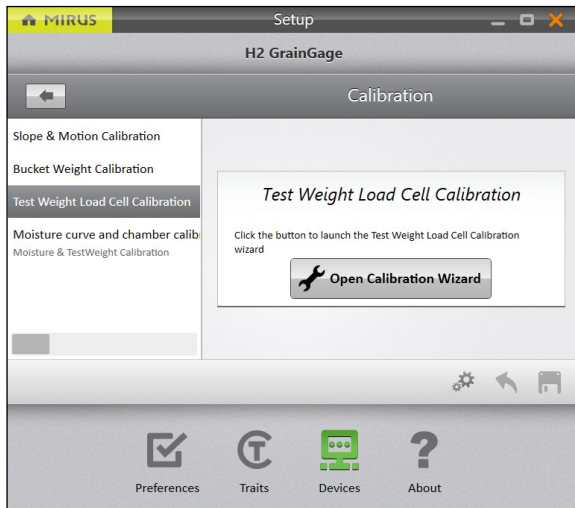 MIRUS
Setup
H2 GrainGage
Calibration
Slope & Motion Calibration
Bucket Weight Calibration
Test Weight Load Cell Calibration
Moisture curve and chamber calib
Moisture & TestWeight Calibration
Test Weight Load Cell Calibration
Click the button to launch the Test Weight Load Cell Calibration
wizard
Open Calibration Wizard
Preferences
Traits
Devices
About